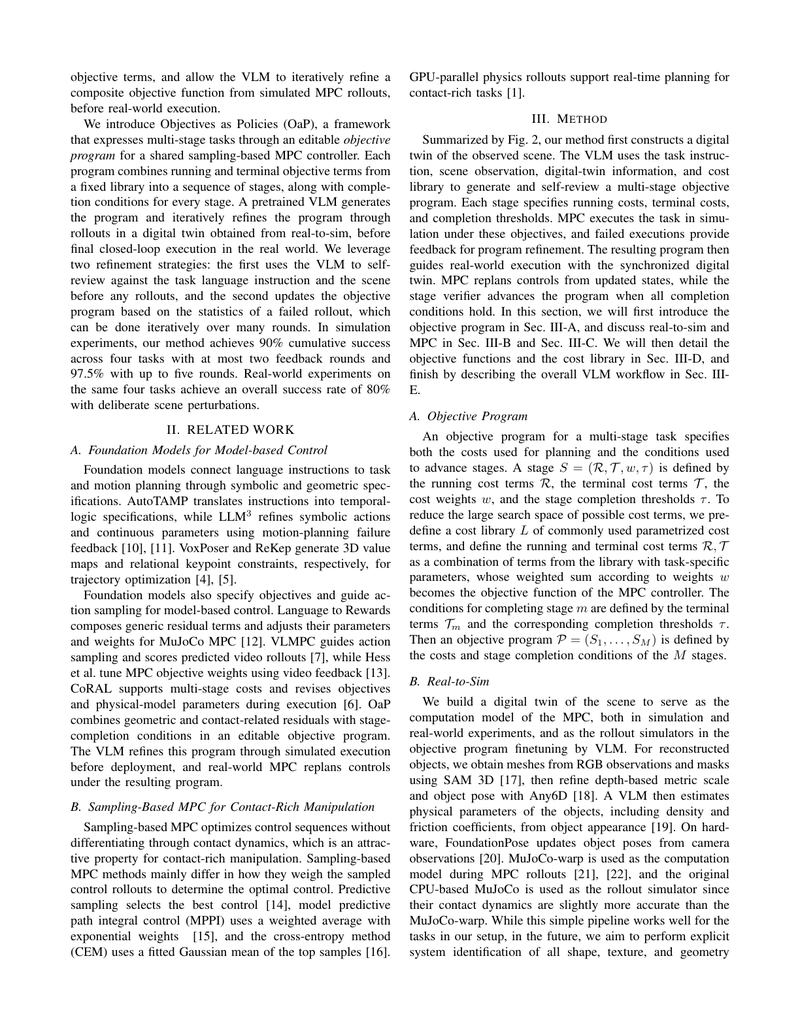 objective terms, and allow the VLM to iteratively refine a
composite objective function from simulated MPC rollouts,
before real-world execution.
We introduce Objectives as Policies (OaP), a framework
that expresses multi-stage tasks through an editable objective
program for a shared sampling-based MPC controller. Each
program combines running and terminal objective terms from
a fixed library into a sequence of stages, along with comple-
tion conditions for every stage. A pretrained VLM generates
the program and iteratively refines the program through
rollouts in a digital twin obtained from real-to-sim, before
final closed-loop execution in the real world. We leverage
two refinement strategies: the first uses the VLM to self-
review against the task language instruction and the scene
before any rollouts, and the second updates the objective
program based on the statistics of a failed rollout, which
can be done iteratively over many rounds. In simulation
experiments, our method achieves 90% cumulative success
across four tasks with at most two feedback rounds and
97.5% with up to five rounds. Real-world experiments on
the same four tasks achieve an overall success rate of 80%
with deliberate scene perturbations.
II. RELATED WORK
A. Foundation Models for Model-based Control
Foundation models connect language instructions to task
and motion planning through symbolic and geometric spec-
ifications. AutoTAMP translates instructions into temporal-
logic specifications, while LLM³ refines symbolic actions
and continuous parameters using motion-planning failure
feedback [10], [11]. VoxPoser and ReKep generate 3D value
maps and relational keypoint constraints, respectively, for
trajectory optimization [4], [5].
Foundation models also specify objectives and guide ac-
tion sampling for model-based control. Language to Rewards
composes generic residual terms and adjusts their parameters
and weights for MuJoCo MPC [12]. VLMPC guides action
sampling and scores predicted video rollouts [7], while Hess
et al. tune MPC objective weights using video feedback [13].
CoRAL supports multi-stage costs and revises objectives
and physical-model parameters during execution [6]. OaP
combines geometric and contact-related residuals with stage-
completion conditions in an editable objective program.
The VLM refines this program through simulated execution
before deployment, and real-world MPC replans controls
under the resulting program.
B. Sampling-Based MPC for Contact-Rich Manipulation
Sampling-based MPC optimizes control sequences without
differentiating through contact dynamics, which is an attrac-
tive property for contact-rich manipulation. Sampling-based
MPC methods mainly differ in how they weigh the sampled
control rollouts to determine the optimal control. Predictive
sampling selects the best control [14], model predictive
path integral control (MPPI) uses a weighted average with
exponential weights [15], and the cross-entropy method
(CEM) uses a fitted Gaussian mean of the top samples [16].
GPU-parallel physics rollouts support real-time planning for
contact-rich tasks [1].
III. METHOD
Summarized by Fig. 2, our method first constructs a digital
twin of the observed scene. The VLM uses the task instruc-
tion, scene observation, digital-twin information, and cost
library to generate and self-review a multi-stage objective
program. Each stage specifies running costs, terminal costs,
and completion thresholds. MPC executes the task in simu-
lation under these objectives, and failed executions provide
feedback for program refinement. The resulting program then
guides real-world execution with the synchronized digital
twin. MPC replans controls from updated states, while the
stage verifier advances the program when all completion
conditions hold. In this section, we will first introduce the
objective program in Sec. III-A, and discuss real-to-sim and
MPC in Sec. III-B and Sec. III-C. We will then detail the
objective functions and the cost library in Sec. III-D, and
finish by describing the overall VLM workflow in Sec. III-
E.
A. Objective Program
An objective program for a multi-stage task specifies
both the costs used for planning and the conditions used
to advance stages. A stage S = (ℛ, 𝒯, w, τ) is defined by
the running cost terms ℛ, the terminal cost terms 𝒯, the
cost weights w, and the stage completion thresholds τ. To
reduce the large search space of possible cost terms, we pre-
define a cost library L of commonly used parametrized cost
terms, and define the running and terminal cost terms ℛ, 𝒯
as a combination of terms from the library with task-specific
parameters, whose weighted sum according to weights w
becomes the objective function of the MPC controller. The
conditions for completing stage m are defined by the terminal
terms 𝒯ₘ and the corresponding completion thresholds τ.
Then an objective program 𝒫 = (S₁, . . . , S_M) is defined by
the costs and stage completion conditions of the M stages.
B. Real-to-Sim
We build a digital twin of the scene to serve as the
computation model of the MPC, both in simulation and
real-world experiments, and as the rollout simulators in the
objective program finetuning by VLM. For reconstructed
objects, we obtain meshes from RGB observations and masks
using SAM 3D [17], then refine depth-based metric scale
and object pose with Any6D [18]. A VLM then estimates
physical parameters of the objects, including density and
friction coefficients, from object appearance [19]. On hard-
ware, FoundationPose updates object poses from camera
observations [20]. MuJoCo-warp is used as the computation
model during MPC rollouts [21], [22], and the original
CPU-based MuJoCo is used as the rollout simulator since
their contact dynamics are slightly more accurate than the
MuJoCo-warp. While this simple pipeline works well for the
tasks in our setup, in the future, we aim to perform explicit
system identification of all shape, texture, and geometry